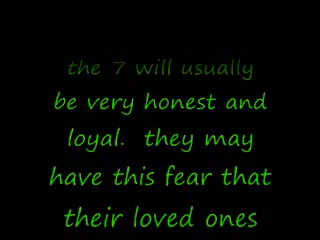 the 7 will usually
be very honest and
loyal. they may
have this fear that
their loved ones